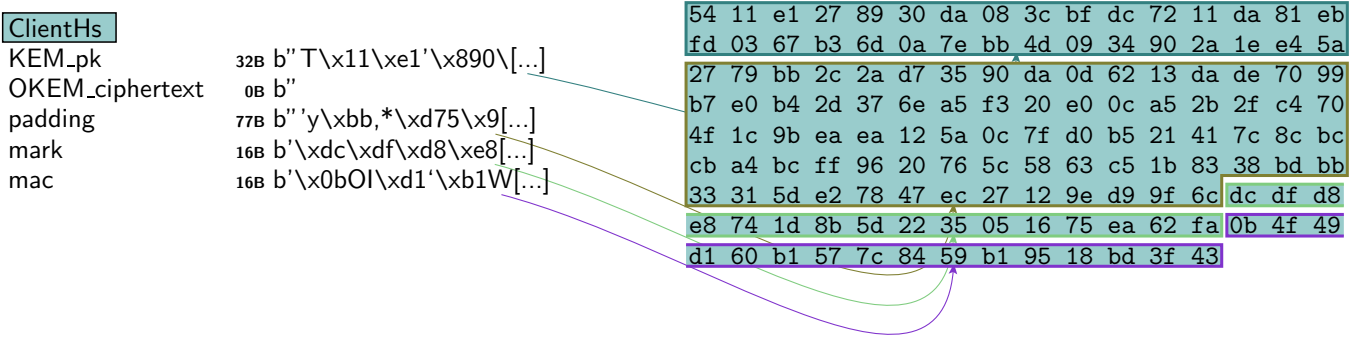 ClientHs
KEM_pk 32B b"T\x11\xe1'\x890\[...]
OKEM_ciphertext 0B b"
padding 77B b"'y\xbb,*\xd75\x9[...]
mark 16B b'\xdc\xdf\xd8\xe8[...]
mac 16B b'\x0bOI\xd1`\xb1W[...]
54 11 e1 27 89 30 da 08 3c bf dc 72 11 da 81 eb
fd 03 67 b3 6d 0a 7e bb 4d 09 34 90 2a 1e e4 5a
27 79 bb 2c 2a d7 35 90 da 0d 62 13 da de 70 99
b7 e0 b4 2d 37 6e a5 f3 20 e0 0c a5 2b 2f c4 70
4f 1c 9b ea ea 12 5a 0c 7f d0 b5 21 41 7c 8c bc
cb a4 bc ff 96 20 76 5c 58 63 c5 1b 83 38 bd bb
33 31 5d e2 78 47 ec 27 12 9e d9 9f 6c dc df d8
e8 74 1d 8b 5d 22 35 05 16 75 ea 62 fa 0b 4f 49
d1 60 b1 57 7c 84 59 b1 95 18 bd 3f 43